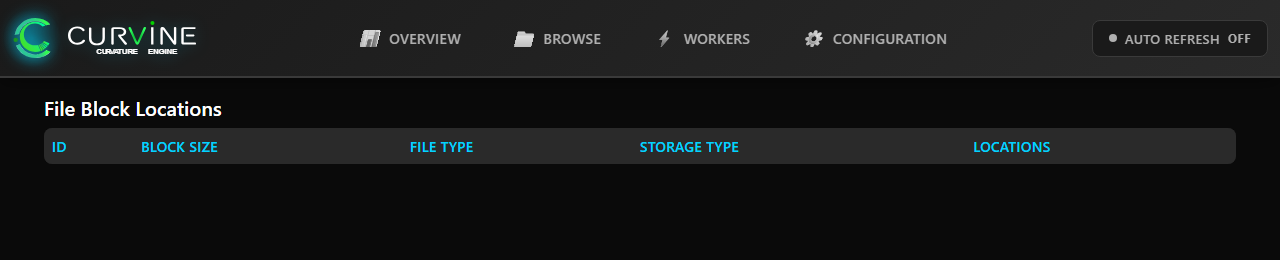 CURVINE
CURVATURE ENGINE
OVERVIEW
BROWSE
WORKERS
CONFIGURATION
AUTO REFRESH OFF
File Block Locations
ID BLOCK SIZE FILE TYPE STORAGE TYPE LOCATIONS